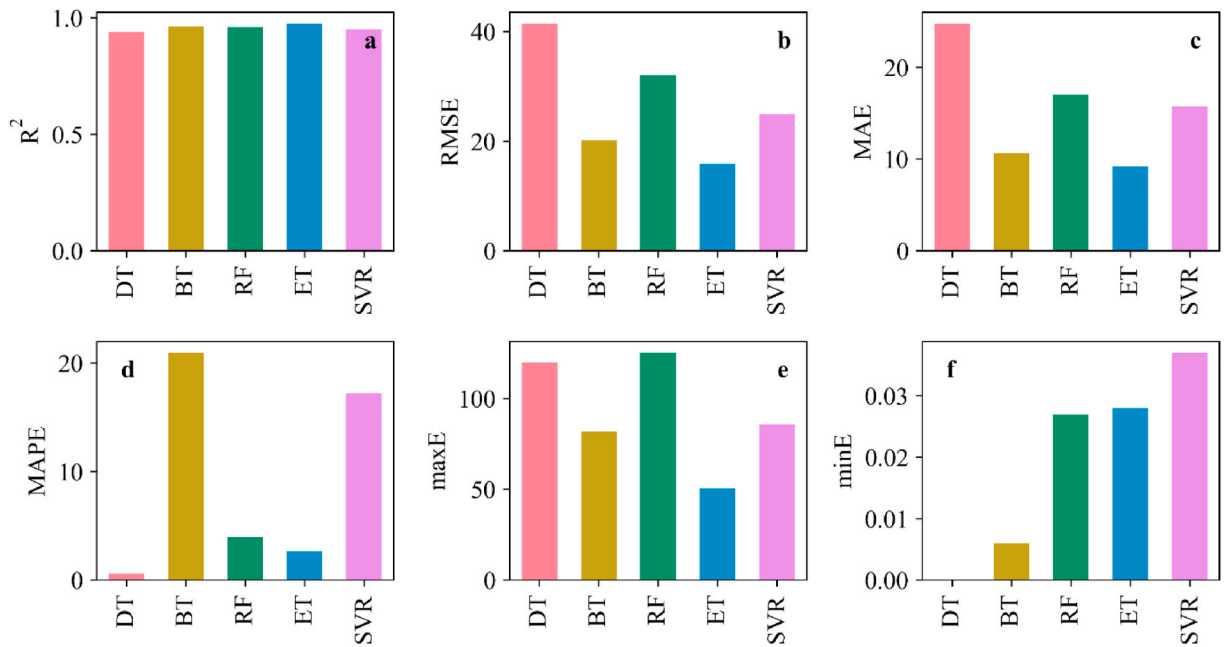 1.0
0.5
0.0
R²
a
DT
BT
RF
ET
SVR
40
20
0
RMSE
b
DT
BT
RF
ET
SVR
20
10
0
MAE
c
DT
BT
RF
ET
SVR
20
10
0
MAPE
d
DT
BT
RF
ET
SVR
100
50
0
maxE
e
DT
BT
RF
ET
SVR
0.03
0.02
0.01
0.00
minE
f
DT
BT
RF
ET
SVR